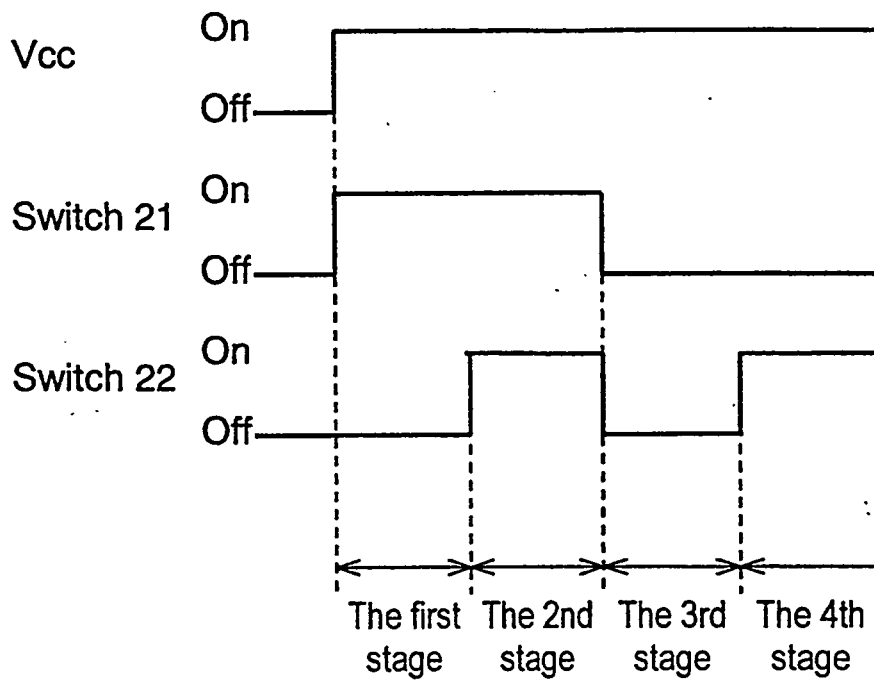 Vcc
On
Off
Switch 21
On
Off
Switch 22
On
Off
The first stage
The 2nd stage
The 3rd stage
The 4th stage